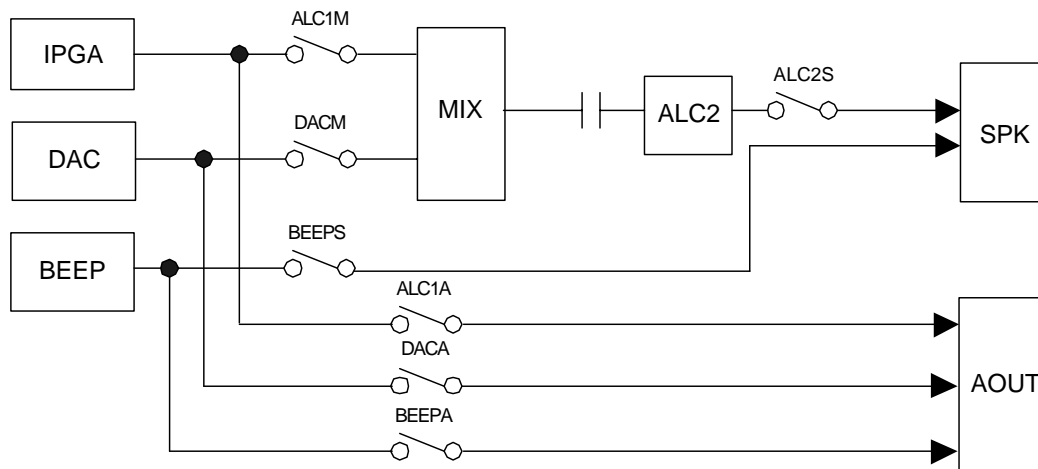 ALC1M
IPGA
MIX
ALC2S
ALC2
SPK
DACM
DAC
BEEPS
BEEP
ALC1A
DACA
AOUT
BEEPA